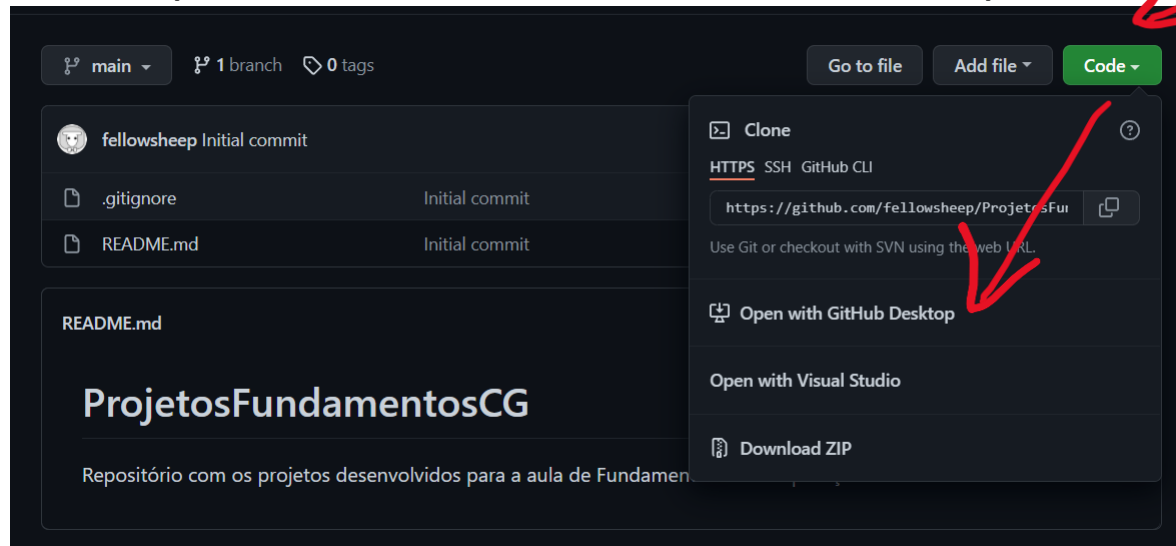 main 1 branch 0 tags Go to file Add file Code
fellowsheep Initial commit
.gitignore Initial commit
README.md Initial commit
Clone
HTTPS SSH GitHub CLI
https://github.com/fellowsheep/ProjetosFur
Use Git or checkout with SVN using the web URL.
Open with GitHub Desktop
Open with Visual Studio
Download ZIP
README.md
ProjetosFundamentosCG
Repositório com os projetos desenvolvidos para a aula de